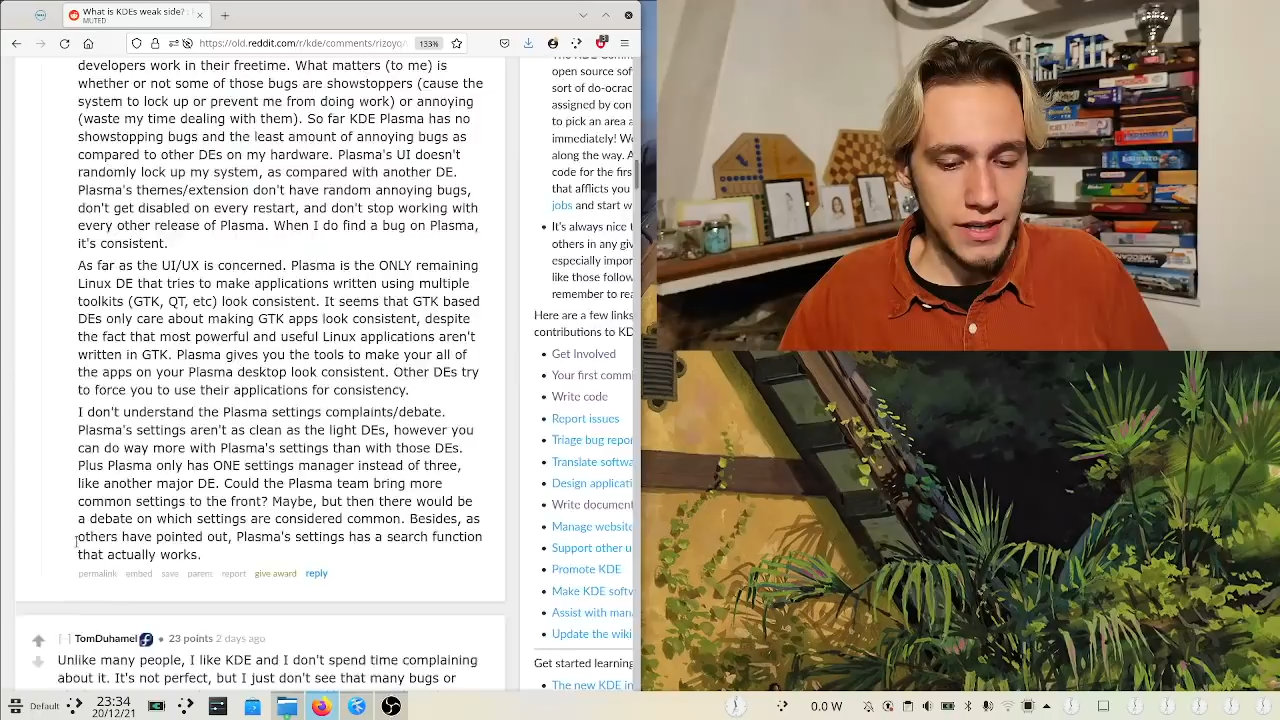 What is KDEs weak side? :
MUTED
https://old.reddit.com/r/kde/comments/rizoyo/
133%
developers work in their freetime. What matters (to me) is
whether or not some of those bugs are showstoppers (cause the
system to lock up or prevent me from doing work) or annoying
(waste my time dealing with them). So far KDE Plasma has no
showstopping bugs and the least amount of annoying bugs as
compared to other DEs on my hardware. Plasma's UI doesn't
randomly lock up my system, as compared with another DE.
Plasma's themes/extension don't have random annoying bugs,
don't get disabled on every restart, and don't stop working with
every other release of Plasma. When I do find a bug on Plasma,
it's consistent.
As far as the UI/UX is concerned. Plasma is the ONLY remaining
Linux DE that tries to make applications written using multiple
toolkits (GTK, QT, etc) look consistent. It seems that GTK based
DEs only care about making GTK apps look consistent, despite
the fact that most powerful and useful Linux applications aren't
written in GTK. Plasma gives you the tools to make your all of
the apps on your Plasma desktop look consistent. Other DEs try
to force you to use their applications for consistency.
I don't understand the Plasma settings complaints/debate.
Plasma's settings aren't as clean as the light DEs, however you
can do way more with Plasma's settings than with those DEs.
Plus Plasma only has ONE settings manager instead of three,
like another major DE. Could the Plasma team bring more
common settings to the front? Maybe, but then there would be
a debate on which settings are considered common. Besides, as
others have pointed out, Plasma's settings has a search function
that actually works.
permalink embed save parent report give award reply
[-] TomDuhamel • 23 points 2 days ago
Unlike many people, I like KDE and I don't spend time complaining
about it. It's not perfect, but I just don't see that many bugs or
open source sof
sort of do-ocrac
assigned by con
to pick an area a
immediately! We
along the way. A
code for the firs
that afflicts you
jobs and start w
• It's always nice t
others in any giv
especially impor
like those follow
remember to rea
Here are a few links
contributions to KD
• Get Involved
• Your first commi
• Write code
• Report issues
• Triage bug repor
• Translate softwa
• Design applicati
• Write document
• Manage website
• Support other u
• Promote KDE
• Make KDE softw
• Assist with man
• Update the wiki
Get started learning
• The new KDE in
Default
23:34
20/12/21
0.0 W